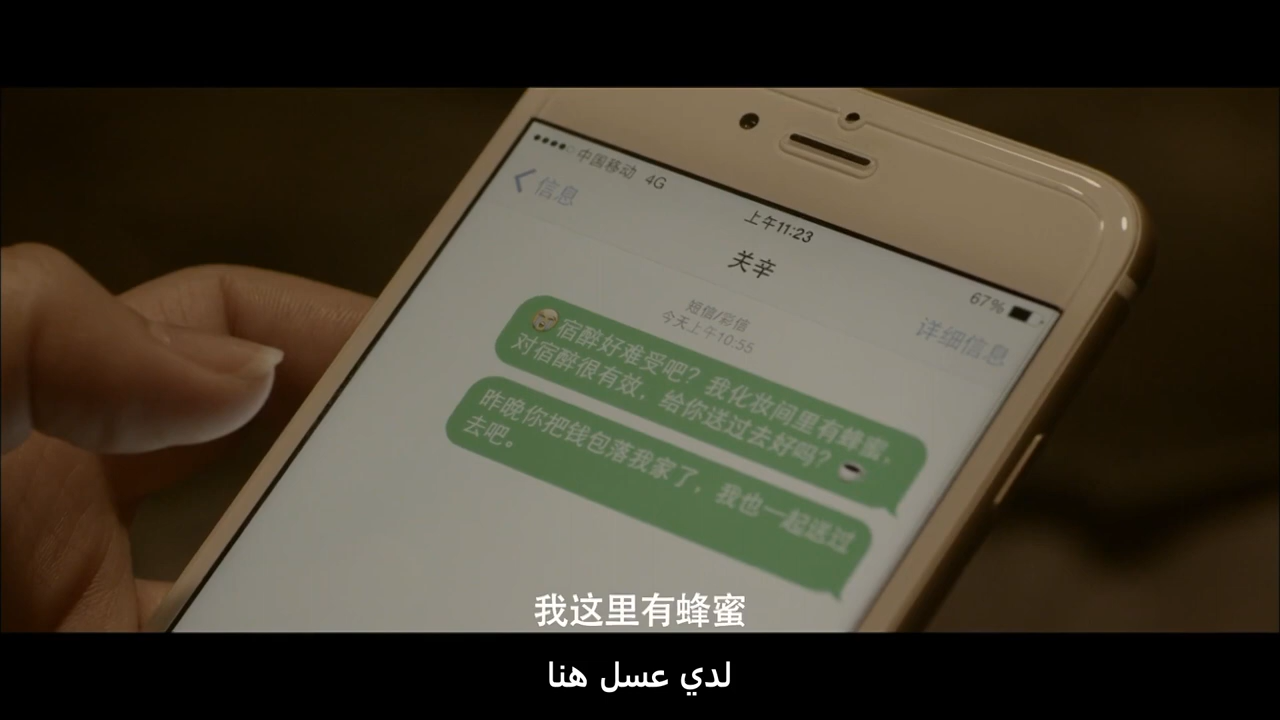 中国移动 4G
上午11:23
67%
信息
关辛
详细信息
短信/彩信
今天上午10:55
宿醉好难受吧?我化妆间里有蜂蜜,
对宿醉很有效,给你送过去好吗?
昨晚你把钱包落我家了,我也一起送过
去吧。
我这里有蜂蜜
لدي عسل هنا